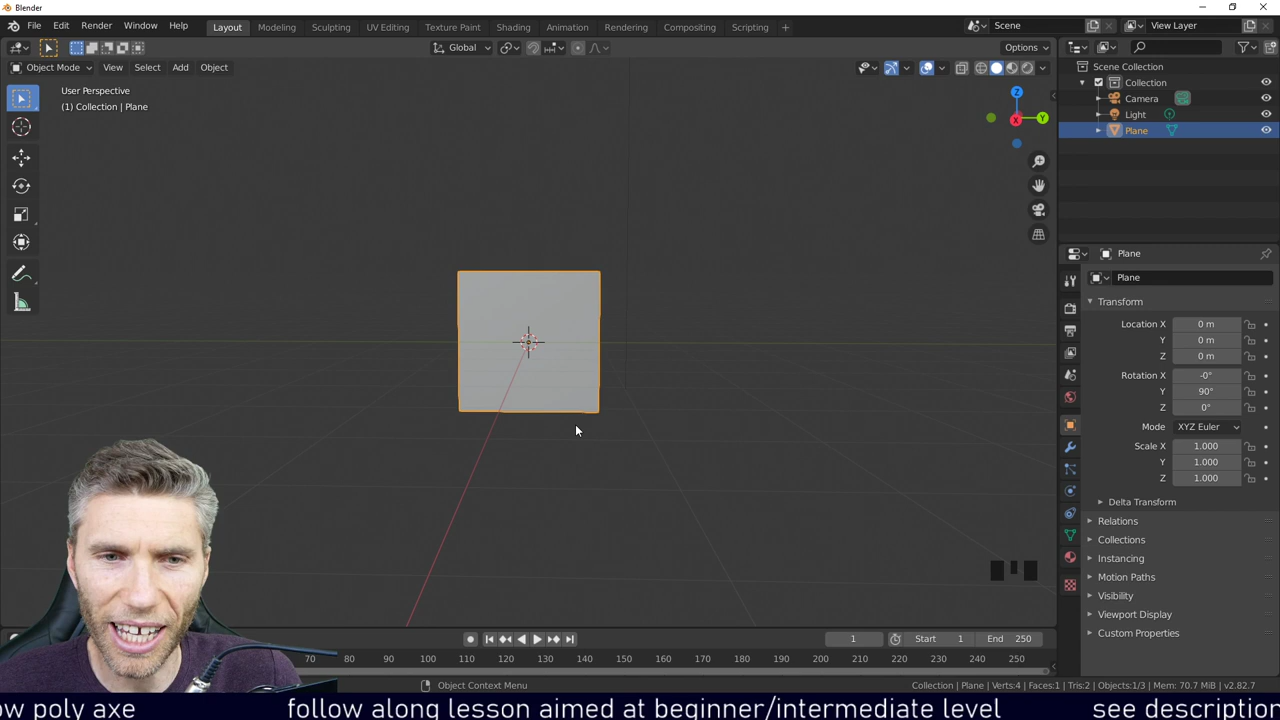 Blender
File Edit Render Window Help Layout Modeling Sculpting UV Editing Texture Paint Shading Animation Rendering Compositing Scripting + Scene View Layer
Global Options
Object Mode View Select Add Object
User Perspective
(1) Collection | Plane
Z
Y
X
Scene Collection
Collection
Camera
Light
Plane
Plane
Plane
Transform
Location X 0 m
Y 0 m
Z 0 m
Rotation X -0°
Y 90°
Z 0°
Mode XYZ Euler
Scale X 1.000
Y 1.000
Z 1.000
Delta Transform
Relations
Collections
Instancing
Motion Paths
Visibility
Viewport Display
Custom Properties
1 Start 1 End 250
70 80 90 100 110 120 130 140 150 160 170 180 190 200 210 220 230 240 250
Object Context Menu Collection | Plane | Verts:4 | Faces:1 | Tris:2 | Objects:1/3 | Mem: 70.7 MiB | v2.82.7
ow poly axe follow along lesson aimed at beginner/intermediate level see description